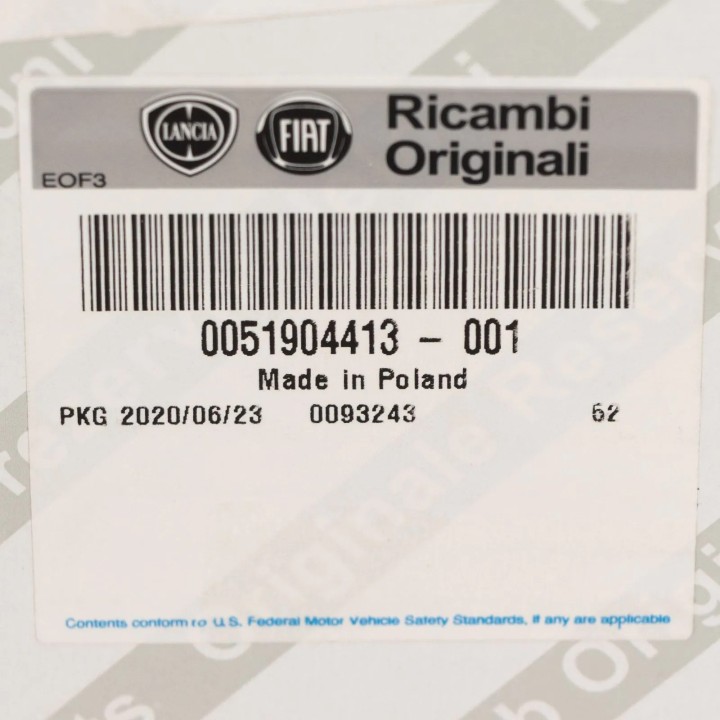 LANCIA
FIAT
Ricambi
Originali
EOF3
0051904413 - 001
Made in Poland
PKG 2020/06/23 0093243 62
Contents conform to U.S. Federal Motor Vehicle Safety Standards, if any are applicable